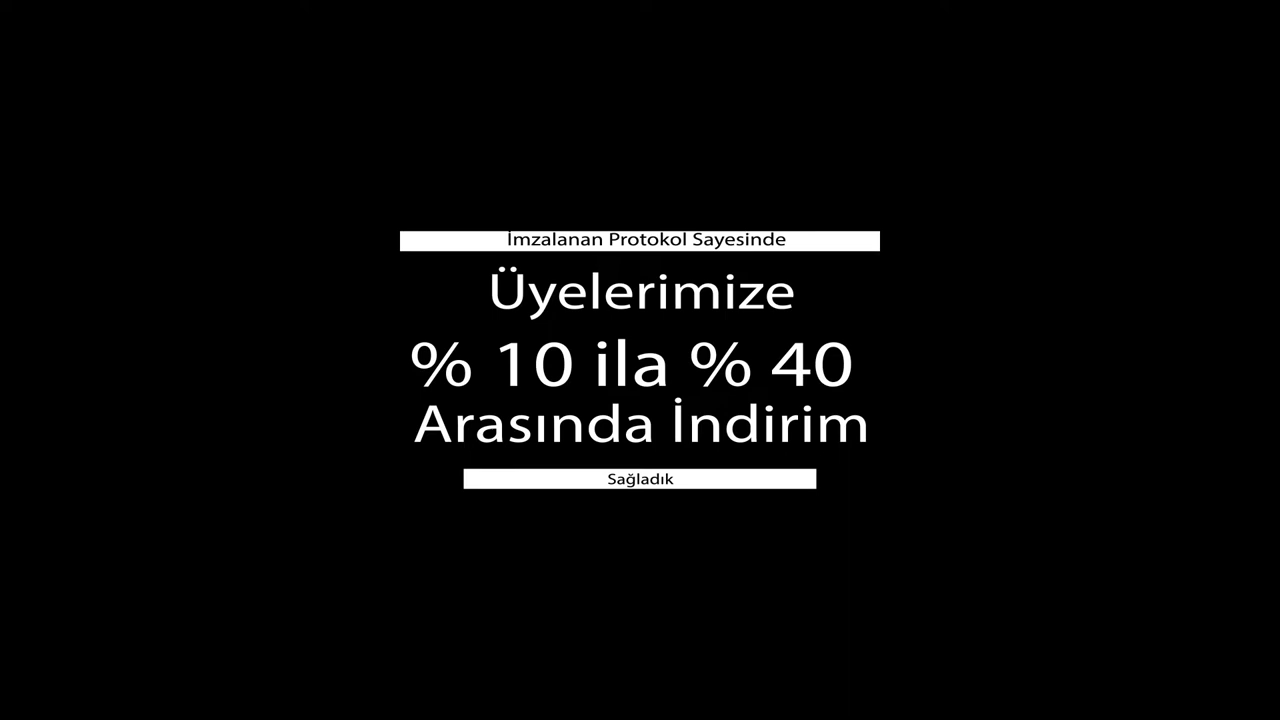 İmzalanan Protokol Sayesinde
Üyelerimize
% 10 ila % 40
Arasında İndirim
Sağladık